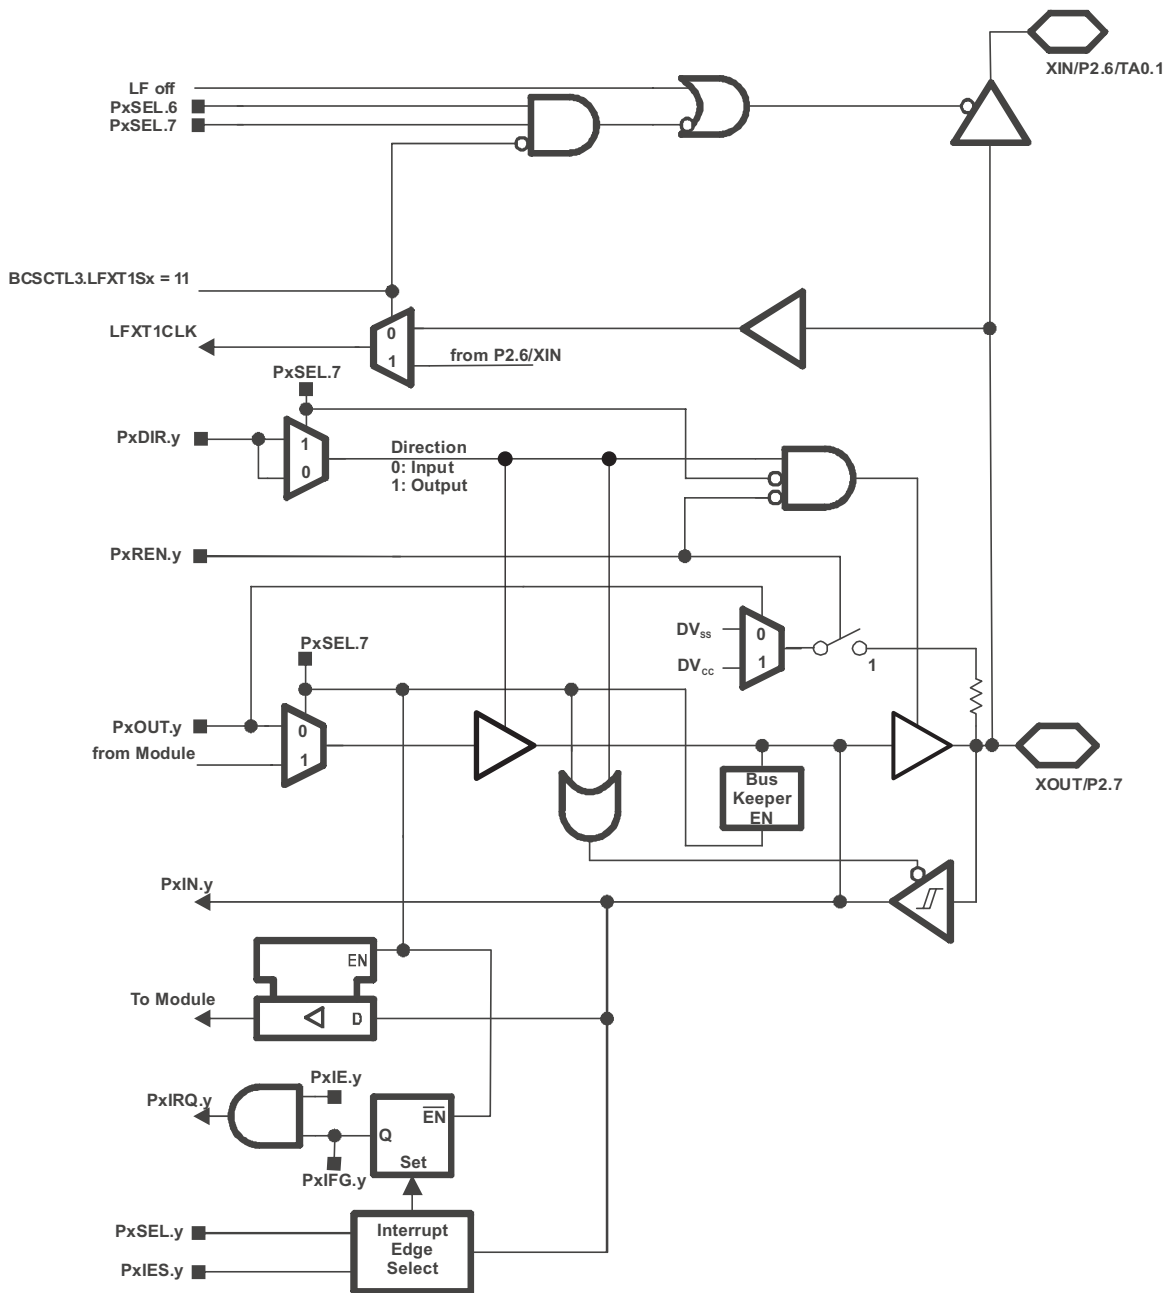 XIN/P2.6/TA0.1
LF off
PxSEL.6
PxSEL.7
BCSCTL3.LFXT1Sx = 11
LFXT1CLK
0
1
from P2.6/XIN
PxSEL.7
PxDIR.y
1
0
Direction
0: Input
1: Output
PxREN.y
DVSS
DVCC
0
1
1
PxSEL.7
PxOUT.y
from Module
0
1
Bus
Keeper
EN
XOUT/P2.7
PxIN.y
EN
To Module
D
PxIE.y
PxIRQ.y
EN
Q
Set
PxIFG.y
PxSEL.y
PxIES.y
Interrupt
Edge
Select